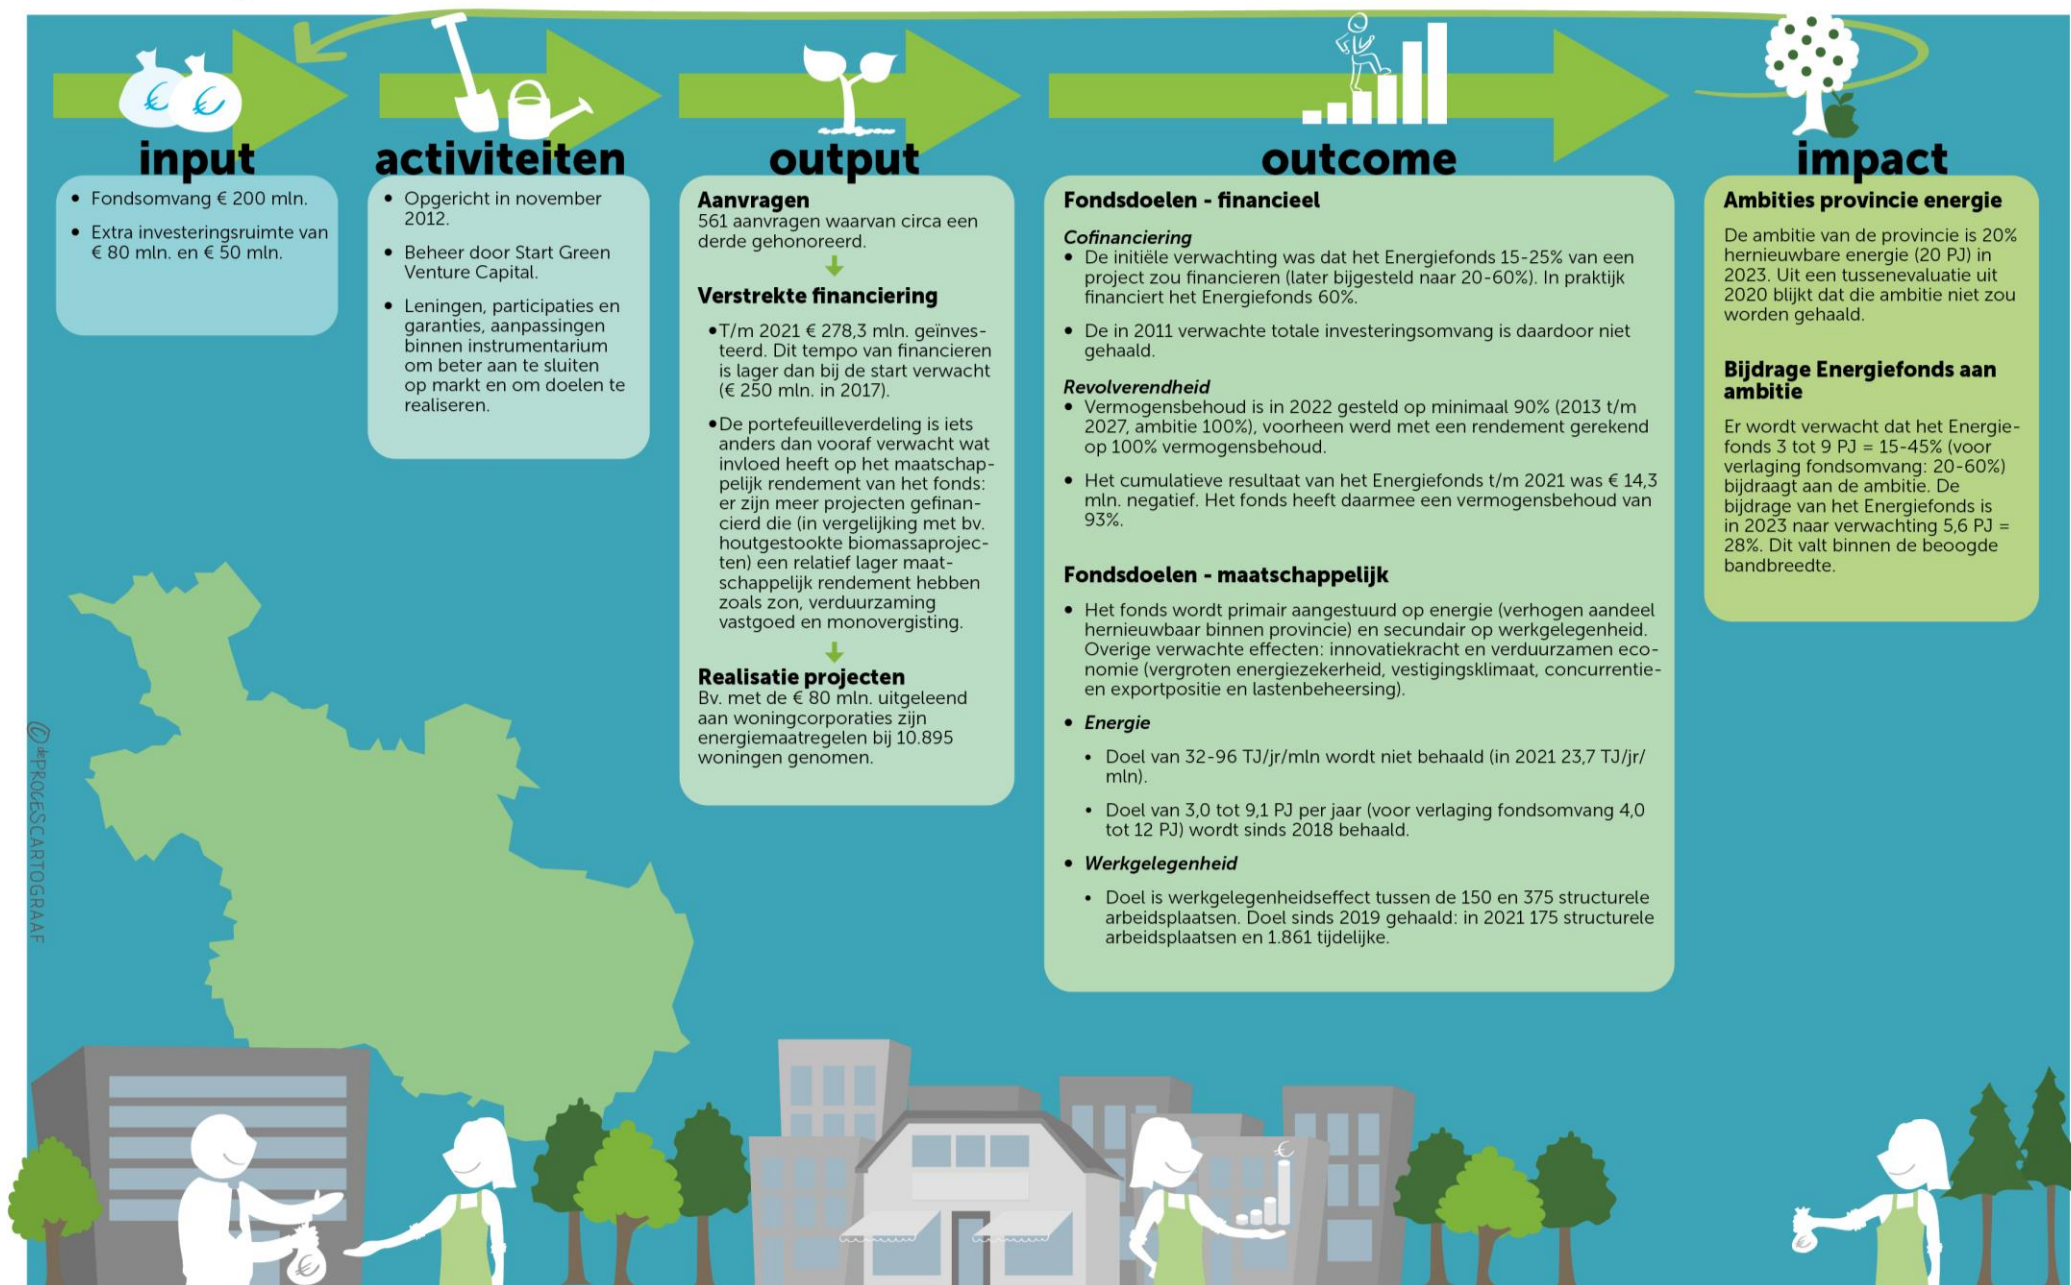 input
• Fondsomvang € 200 mln.
• Extra investeringsruimte van
€ 80 mln. en € 50 mln.
activiteiten
• Opgericht in november
2012.
• Beheer door Start Green
Venture Capital.
• Leningen, participaties en
garanties, aanpassingen
binnen instrumentarium
om beter aan te sluiten
op markt en om doelen te
realiseren.
output
Aanvragen
561 aanvragen waarvan circa een
derde gehonoreerd.
Verstrekte financiering
• T/m 2021 € 278,3 mln. geïnves-
teerd. Dit tempo van financieren
is lager dan bij de start verwacht
(€ 250 mln. in 2017).
• De portefeuilleverdeling is iets
anders dan vooraf verwacht wat
invloed heeft op het maatschap-
pelijk rendement van het fonds:
er zijn meer projecten gefinan-
cierd die (in vergelijking met bv.
houtgestookte biomassaprojec-
ten) een relatief lager maat-
schappelijk rendement hebben
zoals zon, verduurzaming
vastgoed en monovergisting.
Realisatie projecten
Bv. met de € 80 mln. uitgeleend
aan woningcorporaties zijn
energiemaatregelen bij 10.895
woningen genomen.
outcome
Fondsdoelen - financieel
Cofinanciering
• De initiële verwachting was dat het Energiefonds 15-25% van een
project zou financieren (later bijgesteld naar 20-60%). In praktijk
financiert het Energiefonds 60%.
• De in 2011 verwachte totale investeringsomvang is daardoor niet
gehaald.
Revolverendheid
• Vermogensbehoud is in 2022 gesteld op minimaal 90% (2013 t/m
2027, ambitie 100%), voorheen werd met een rendement gerekend
op 100% vermogensbehoud.
• Het cumulatieve resultaat van het Energiefonds t/m 2021 was € 14,3
mln. negatief. Het fonds heeft daarmee een vermogensbehoud van
93%.
Fondsdoelen - maatschappelijk
• Het fonds wordt primair aangestuurd op energie (verhogen aandeel
hernieuwbaar binnen provincie) en secundair op werkgelegenheid.
Overige verwachte effecten: innovatiekracht en verduurzamen eco-
nomie (vergroten energiezekerheid, vestigingsklimaat, concurrentie-
en exportpositie en lastenbeheersing).
• Energie
• Doel van 32-96 TJ/jr/mln wordt niet behaald (in 2021 23,7 TJ/jr/
mln).
• Doel van 3,0 tot 9,1 PJ per jaar (voor verlaging fondsomvang 4,0
tot 12 PJ) wordt sinds 2018 behaald.
• Werkgelegenheid
• Doel is werkgelegenheidseffect tussen de 150 en 375 structurele
arbeidsplaatsen. Doel sinds 2019 gehaald: in 2021 175 structurele
arbeidsplaatsen en 1.861 tijdelijke.
impact
Ambities provincie energie
De ambitie van de provincie is 20%
hernieuwbare energie (20 PJ) in
2023. Uit een tussenevaluatie uit
2020 blijkt dat die ambitie niet zou
worden gehaald.
Bijdrage Energiefonds aan
ambitie
Er wordt verwacht dat het Energie-
fonds 3 tot 9 PJ = 15-45% (voor
verlaging fondsomvang: 20-60%)
bijdraagt aan de ambitie. De
bijdrage van het Energiefonds is
in 2023 naar verwachting 5,6 PJ =
28%. Dit valt binnen de beoogde
bandbreedte.
© dePROCESCARTOGRAAF
€
€
€
€
€